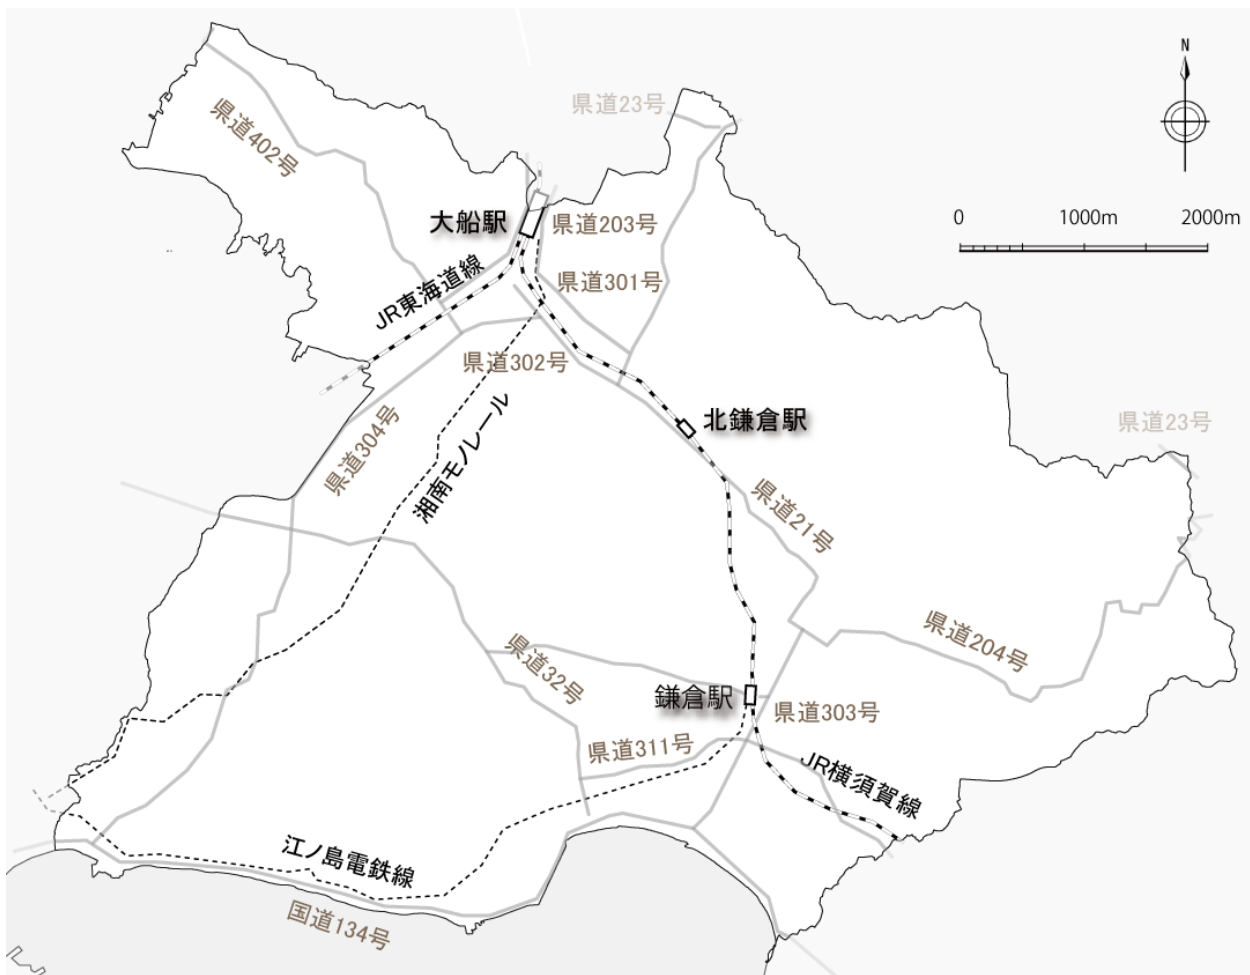 N
県道23号
県道402号
0 1000m 2000m
大船駅
県道203号
JR東海道線
県道301号
県道302号
北鎌倉駅
県道23号
県道304号
湘南モノレール
県道21号
県道204号
県道32号
鎌倉駅
県道303号
県道311号
JR横須賀線
江ノ島電鉄線
国道134号